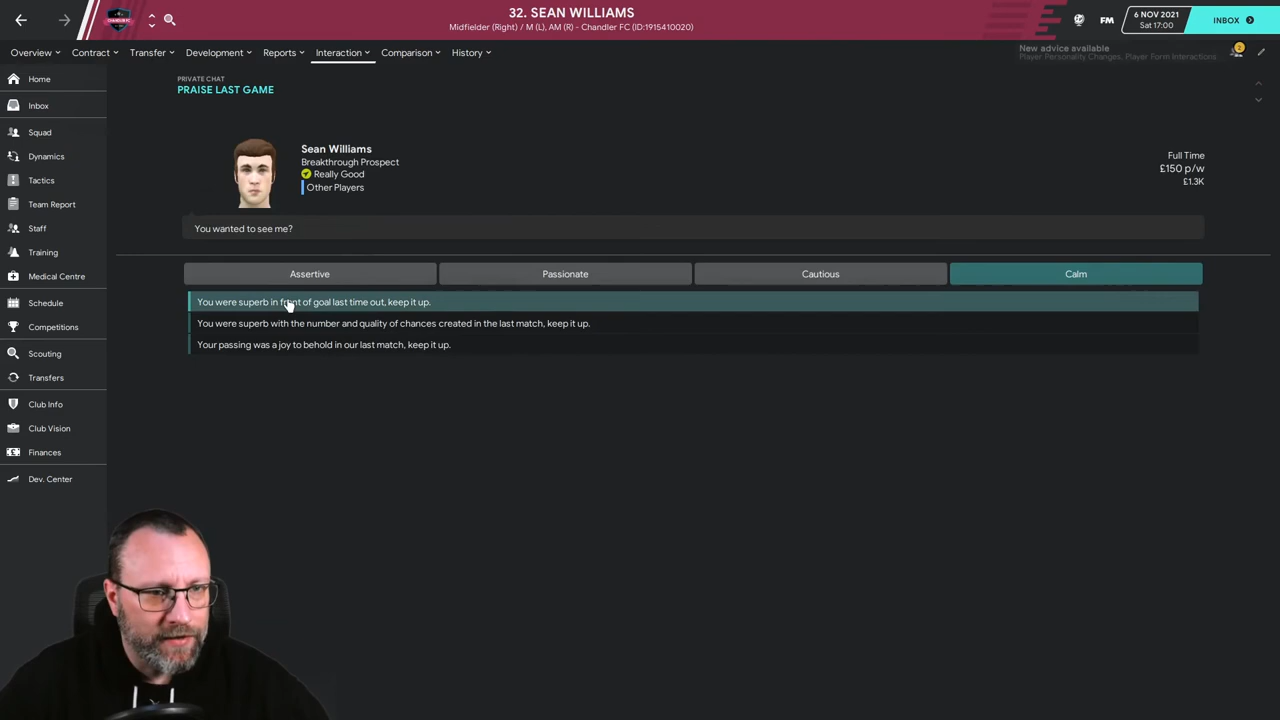 32. SEAN WILLIAMS
Midfielder (Right) / M (L), AM (R) - Chandler FC (ID:1915410020)
CHANDLER FC
FM
6 NOV 2021
Sat 17:00
INBOX
Overview
Contract
Transfer
Development
Reports
Interaction
Comparison
History
New advice available
Player Personality Changes, Player Form Interactions
2
Home
Inbox
Squad
Dynamics
Tactics
Team Report
Staff
Training
Medical Centre
Schedule
Competitions
Scouting
Transfers
Club Info
Club Vision
Finances
Dev. Center
PRIVATE CHAT
PRAISE LAST GAME
Sean Williams
Breakthrough Prospect
Really Good
Other Players
Full Time
£150 p/w
£1.3K
You wanted to see me?
Assertive
Passionate
Cautious
Calm
You were superb in front of goal last time out, keep it up.
You were superb with the number and quality of chances created in the last match, keep it up.
Your passing was a joy to behold in our last match, keep it up.